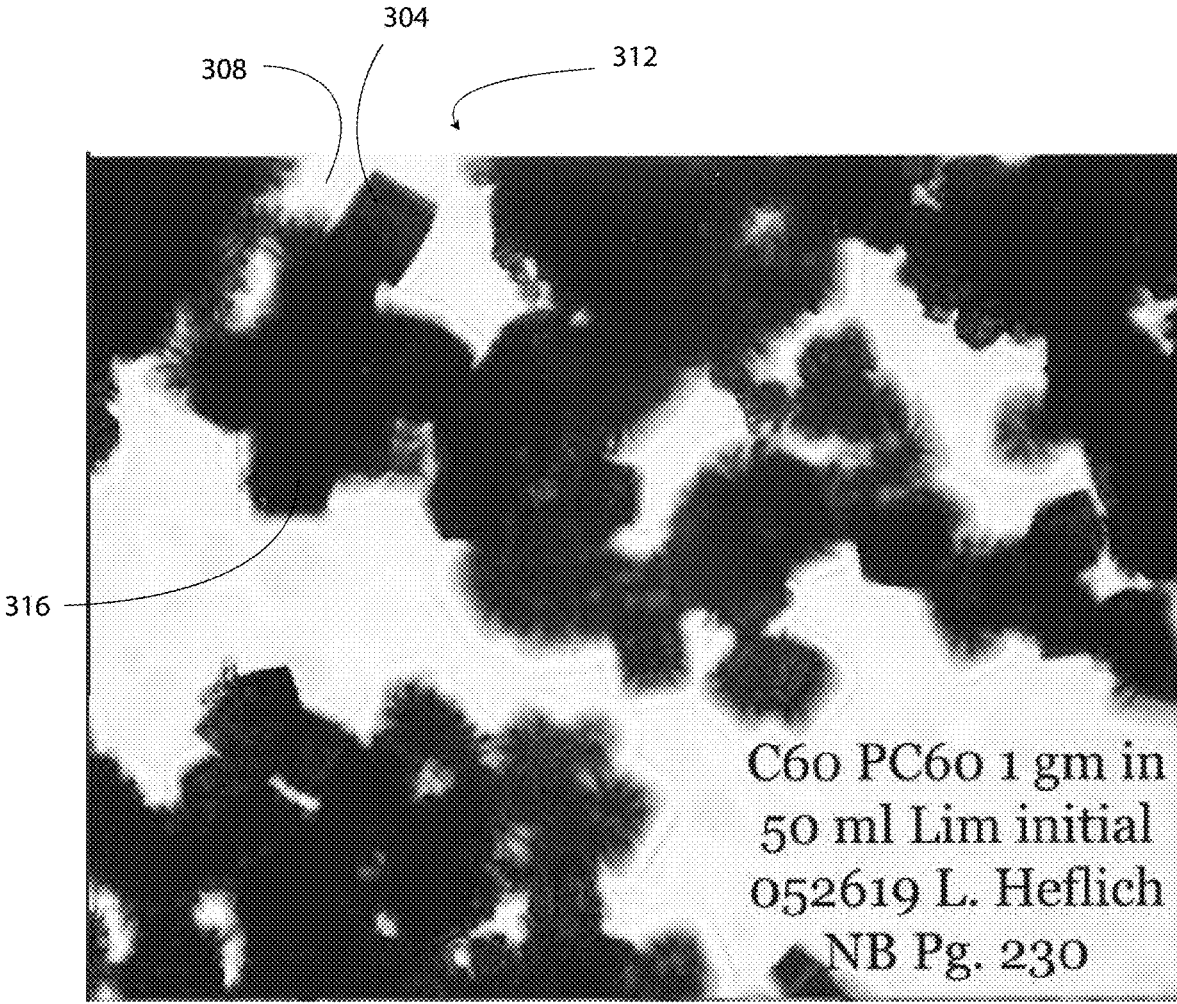 304
308
312
316
C60 PC60 1 gm in
50 ml Lim initial
052619 L. Heflich
NB Pg. 230